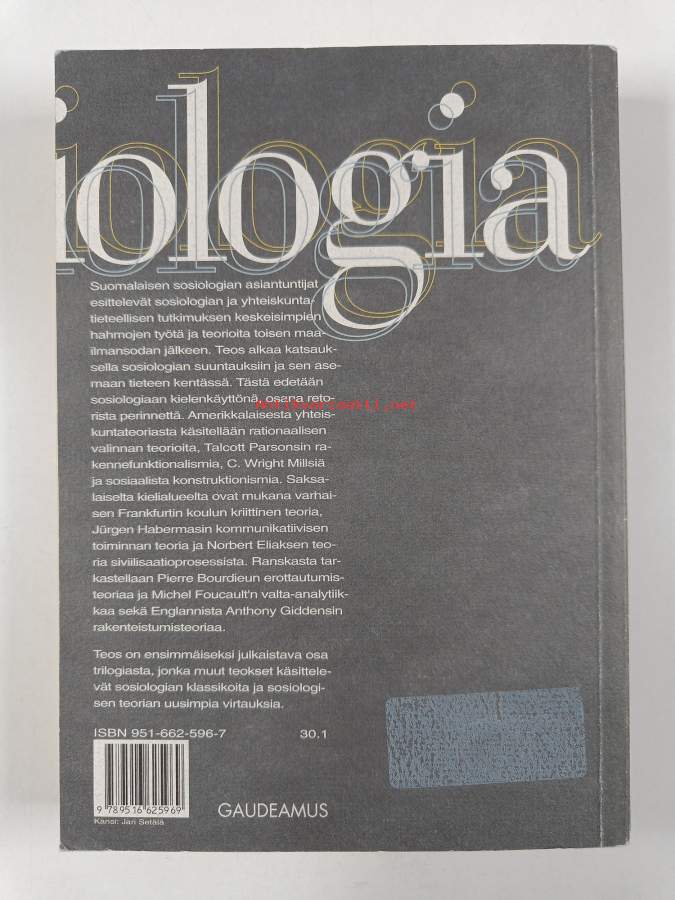 iologia
Suomalaisen sosiologian asiantuntijat
esittelevät sosiologian ja yhteiskunta-
tieteellisen tutkimuksen keskeisimpien
hahmojen työtä ja teorioita toisen maa-
ilmansodan jälkeen. Teos alkaa katsauk-
sella sosiologian suuntauksiin ja sen ase-
maan tieteen kentässä. Tästä edetään
sosiologiaan kielenkäyttönä, osana reto-
Antikvariaatti.net
rista perinnettä. Amerikkalaisesta yhteis-
kuntateoriasta käsitellään rationaalisen
valinnan teorioita, Talcott Parsonsin ra-
kennefunktionalismia, C. Wright Millsiä
ja sosiaalista konstruktionismia. Saksa-
laiselta kielialueelta ovat mukana varhai-
sen Frankfurtin koulun kriittinen teoria,
Jürgen Habermasin kommunikatiivisen
toiminnan teoria ja Norbert Eliaksen teo-
ria siviilisaatioprosessista. Ranskasta tar-
kastellaan Pierre Bourdieun erottautumis-
teoriaa ja Michel Foucault'n valta-analytiik-
kaa sekä Englannista Anthony Giddensin
rakenteistumisteoriaa.
Teos on ensimmäiseksi julkaistava osa
trilogiasta, jonka muut teokset käsittele-
vät sosiologian klassikoita ja sosiologi-
sen teorian uusimpia virtauksia.
ISBN 951-662-596-7 30.1
9 789516 625969
GAUDEAMUS
Kansi: Jari Setälä